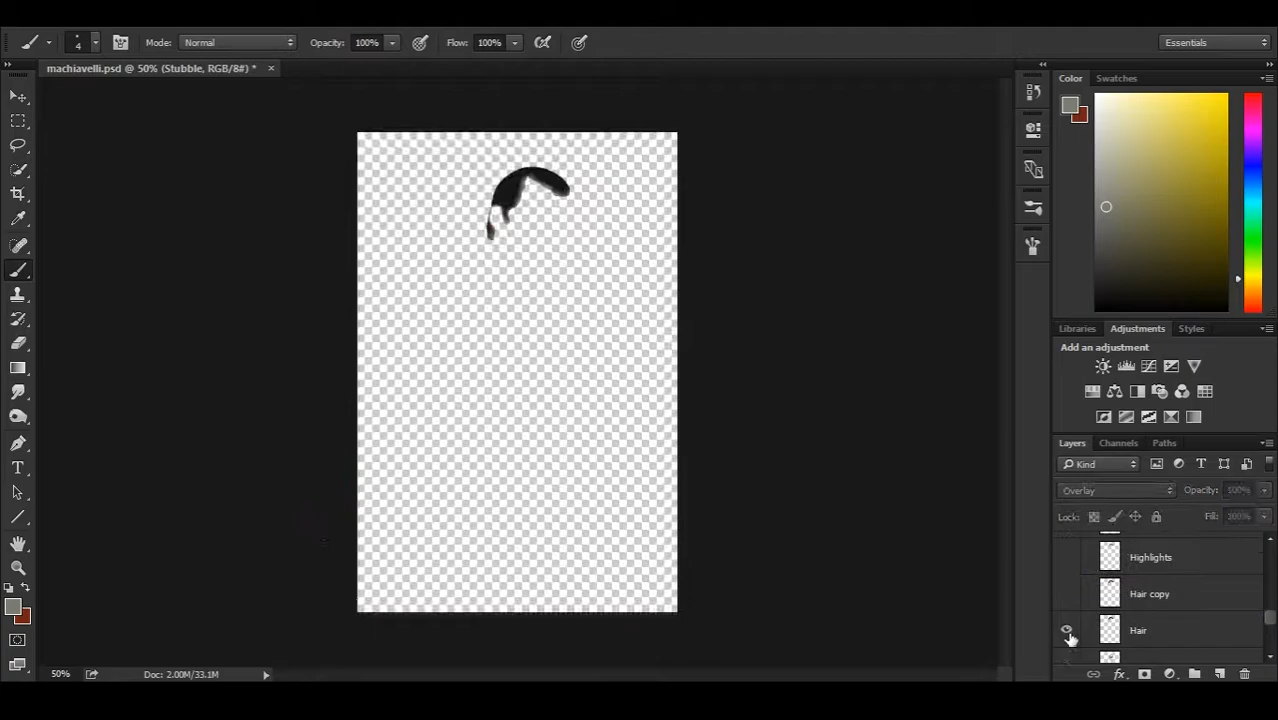 4 Mode: Normal Opacity: 100% Flow: 100% Essentials
machiavelli.psd @ 50% (Stubble, RGB/8#) * ×
Color Swatches
Libraries Adjustments Styles
Add an adjustment
Layers Channels Paths
Kind
Overlay Opacity: 100%
Lock: Fill: 100%
Highlights
Hair copy
Hair
50% Doc: 2.00M/33.1M